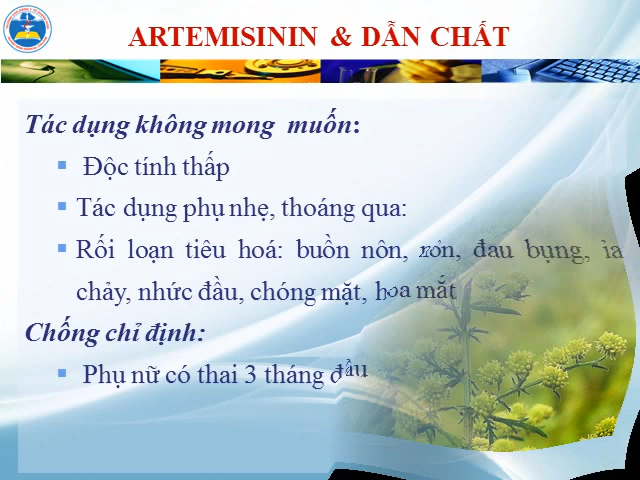 ARTEMISININ & DẪN CHẤT
Tác dụng không mong muốn:
Độc tính thấp
Tác dụng phụ nhẹ, thoáng qua:
Rối loạn tiêu hoá: buồn nôn, nôn, đau bụng, ỉa
chảy, nhức đầu, chóng mặt, hoa mắt
Chống chỉ định:
Phụ nữ có thai 3 tháng đầu